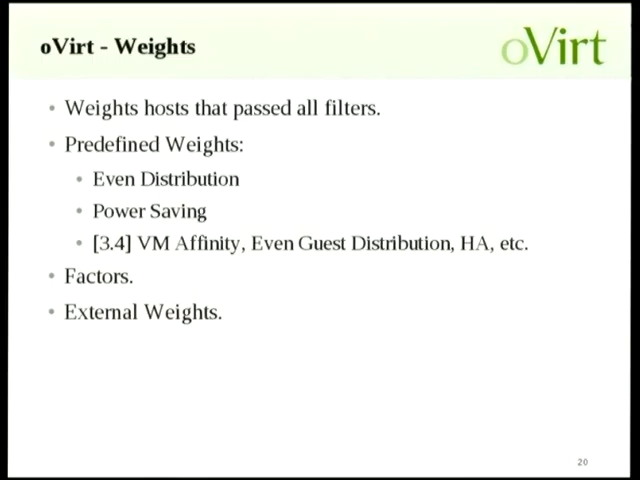 oVirt - Weights
oVirt
• Weights hosts that passed all filters.
• Predefined Weights:
• Even Distribution
• Power Saving
• [3.4] VM Affinity, Even Guest Distribution, HA, etc.
• Factors.
• External Weights.
20